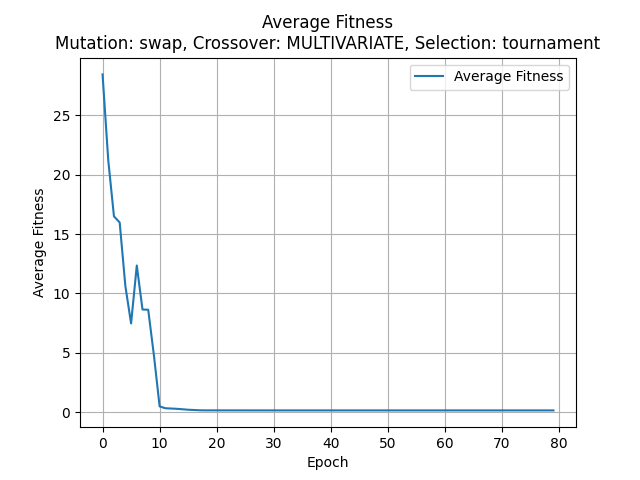 Average Fitness
Mutation: swap, Crossover: MULTIVARIATE, Selection: tournament
Average Fitness
25
20
15
10
5
0
Average Fitness
0 10 20 30 40 50 60 70 80
Epoch